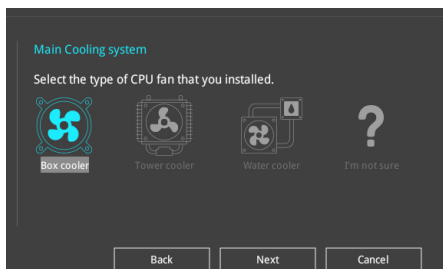 Main Cooling system
Select the type of CPU fan that you installed.
Box cooler Tower cooler Water cooler I'm not sure
Back Next Cancel